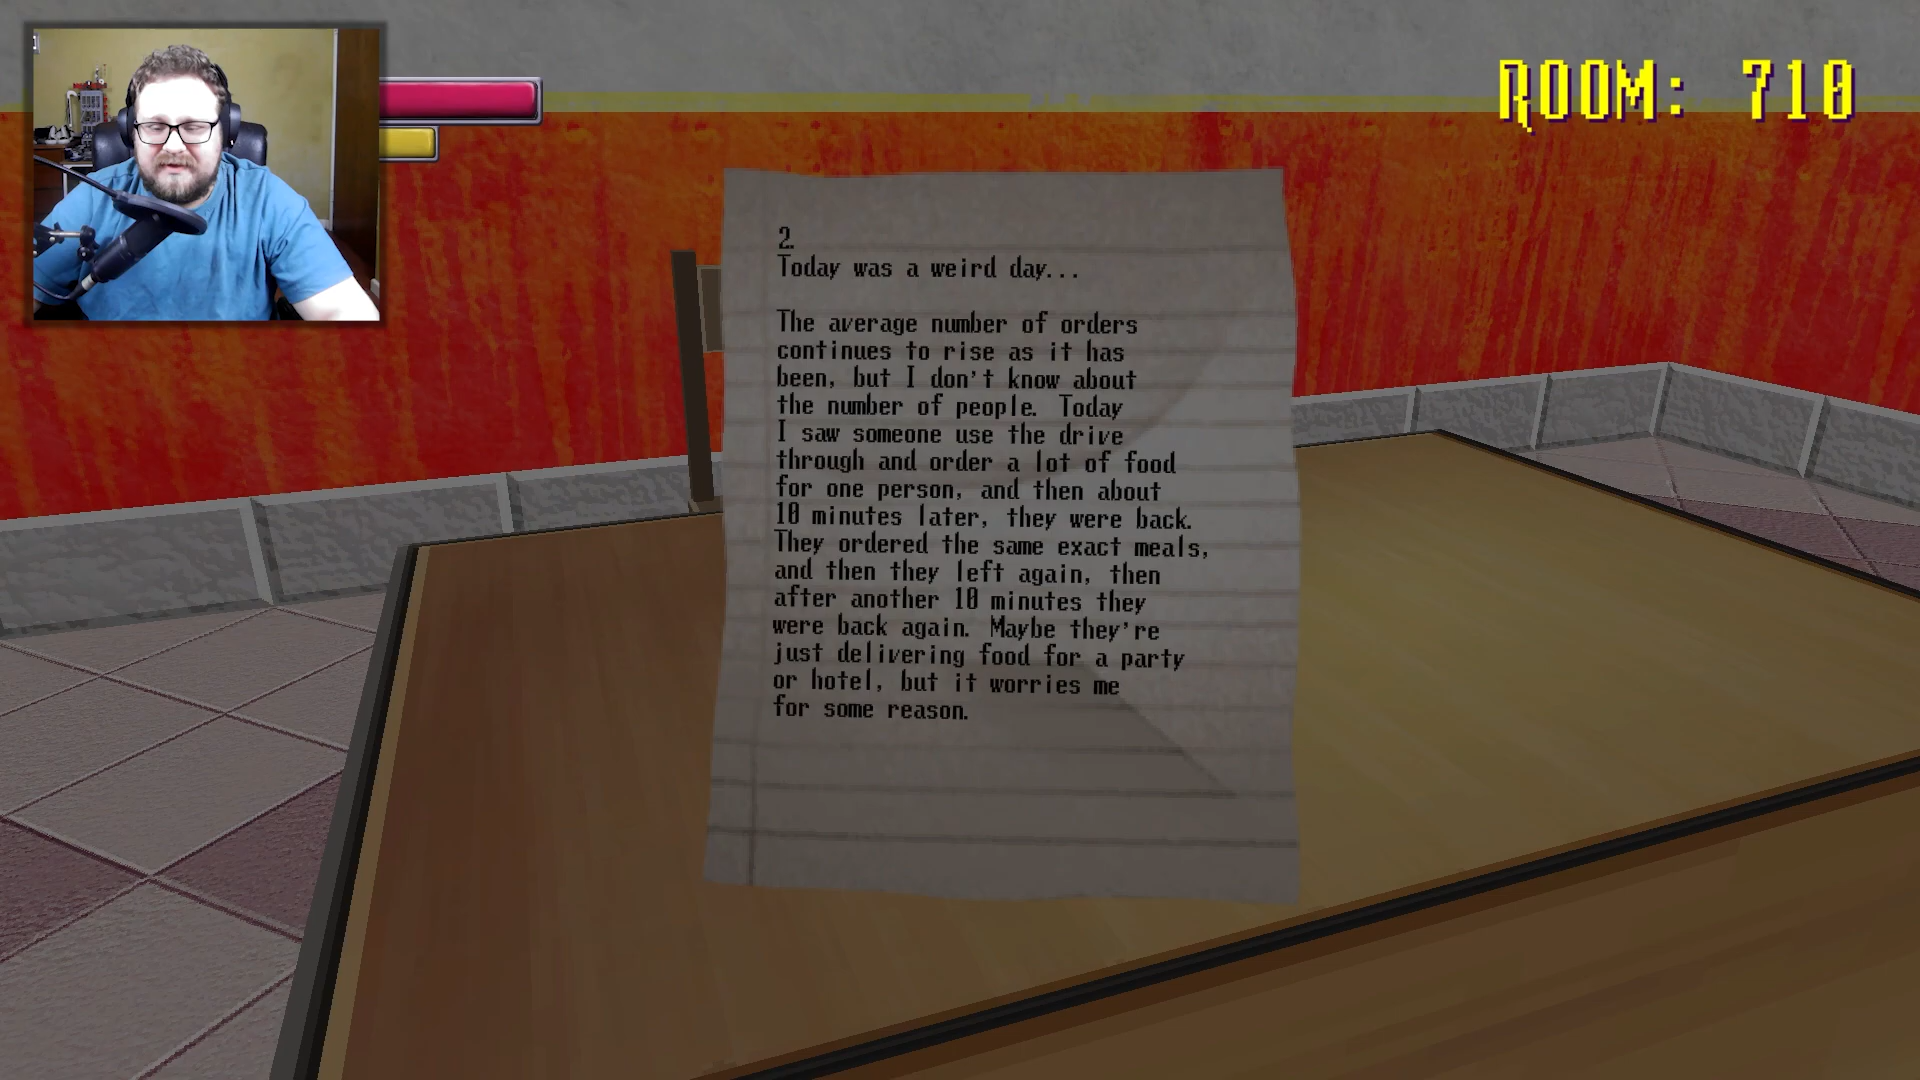 ROOM: 710
2.
Today was a weird day...
The average number of orders
continues to rise as it has
been, but I don't know about
the number of people. Today
I saw someone use the drive
through and order a lot of food
for one person, and then about
10 minutes later, they were back.
They ordered the same exact meals,
and then they left again, then
after another 10 minutes they
were back again. Maybe they're
just delivering food for a party
or hotel, but it worries me
for some reason.